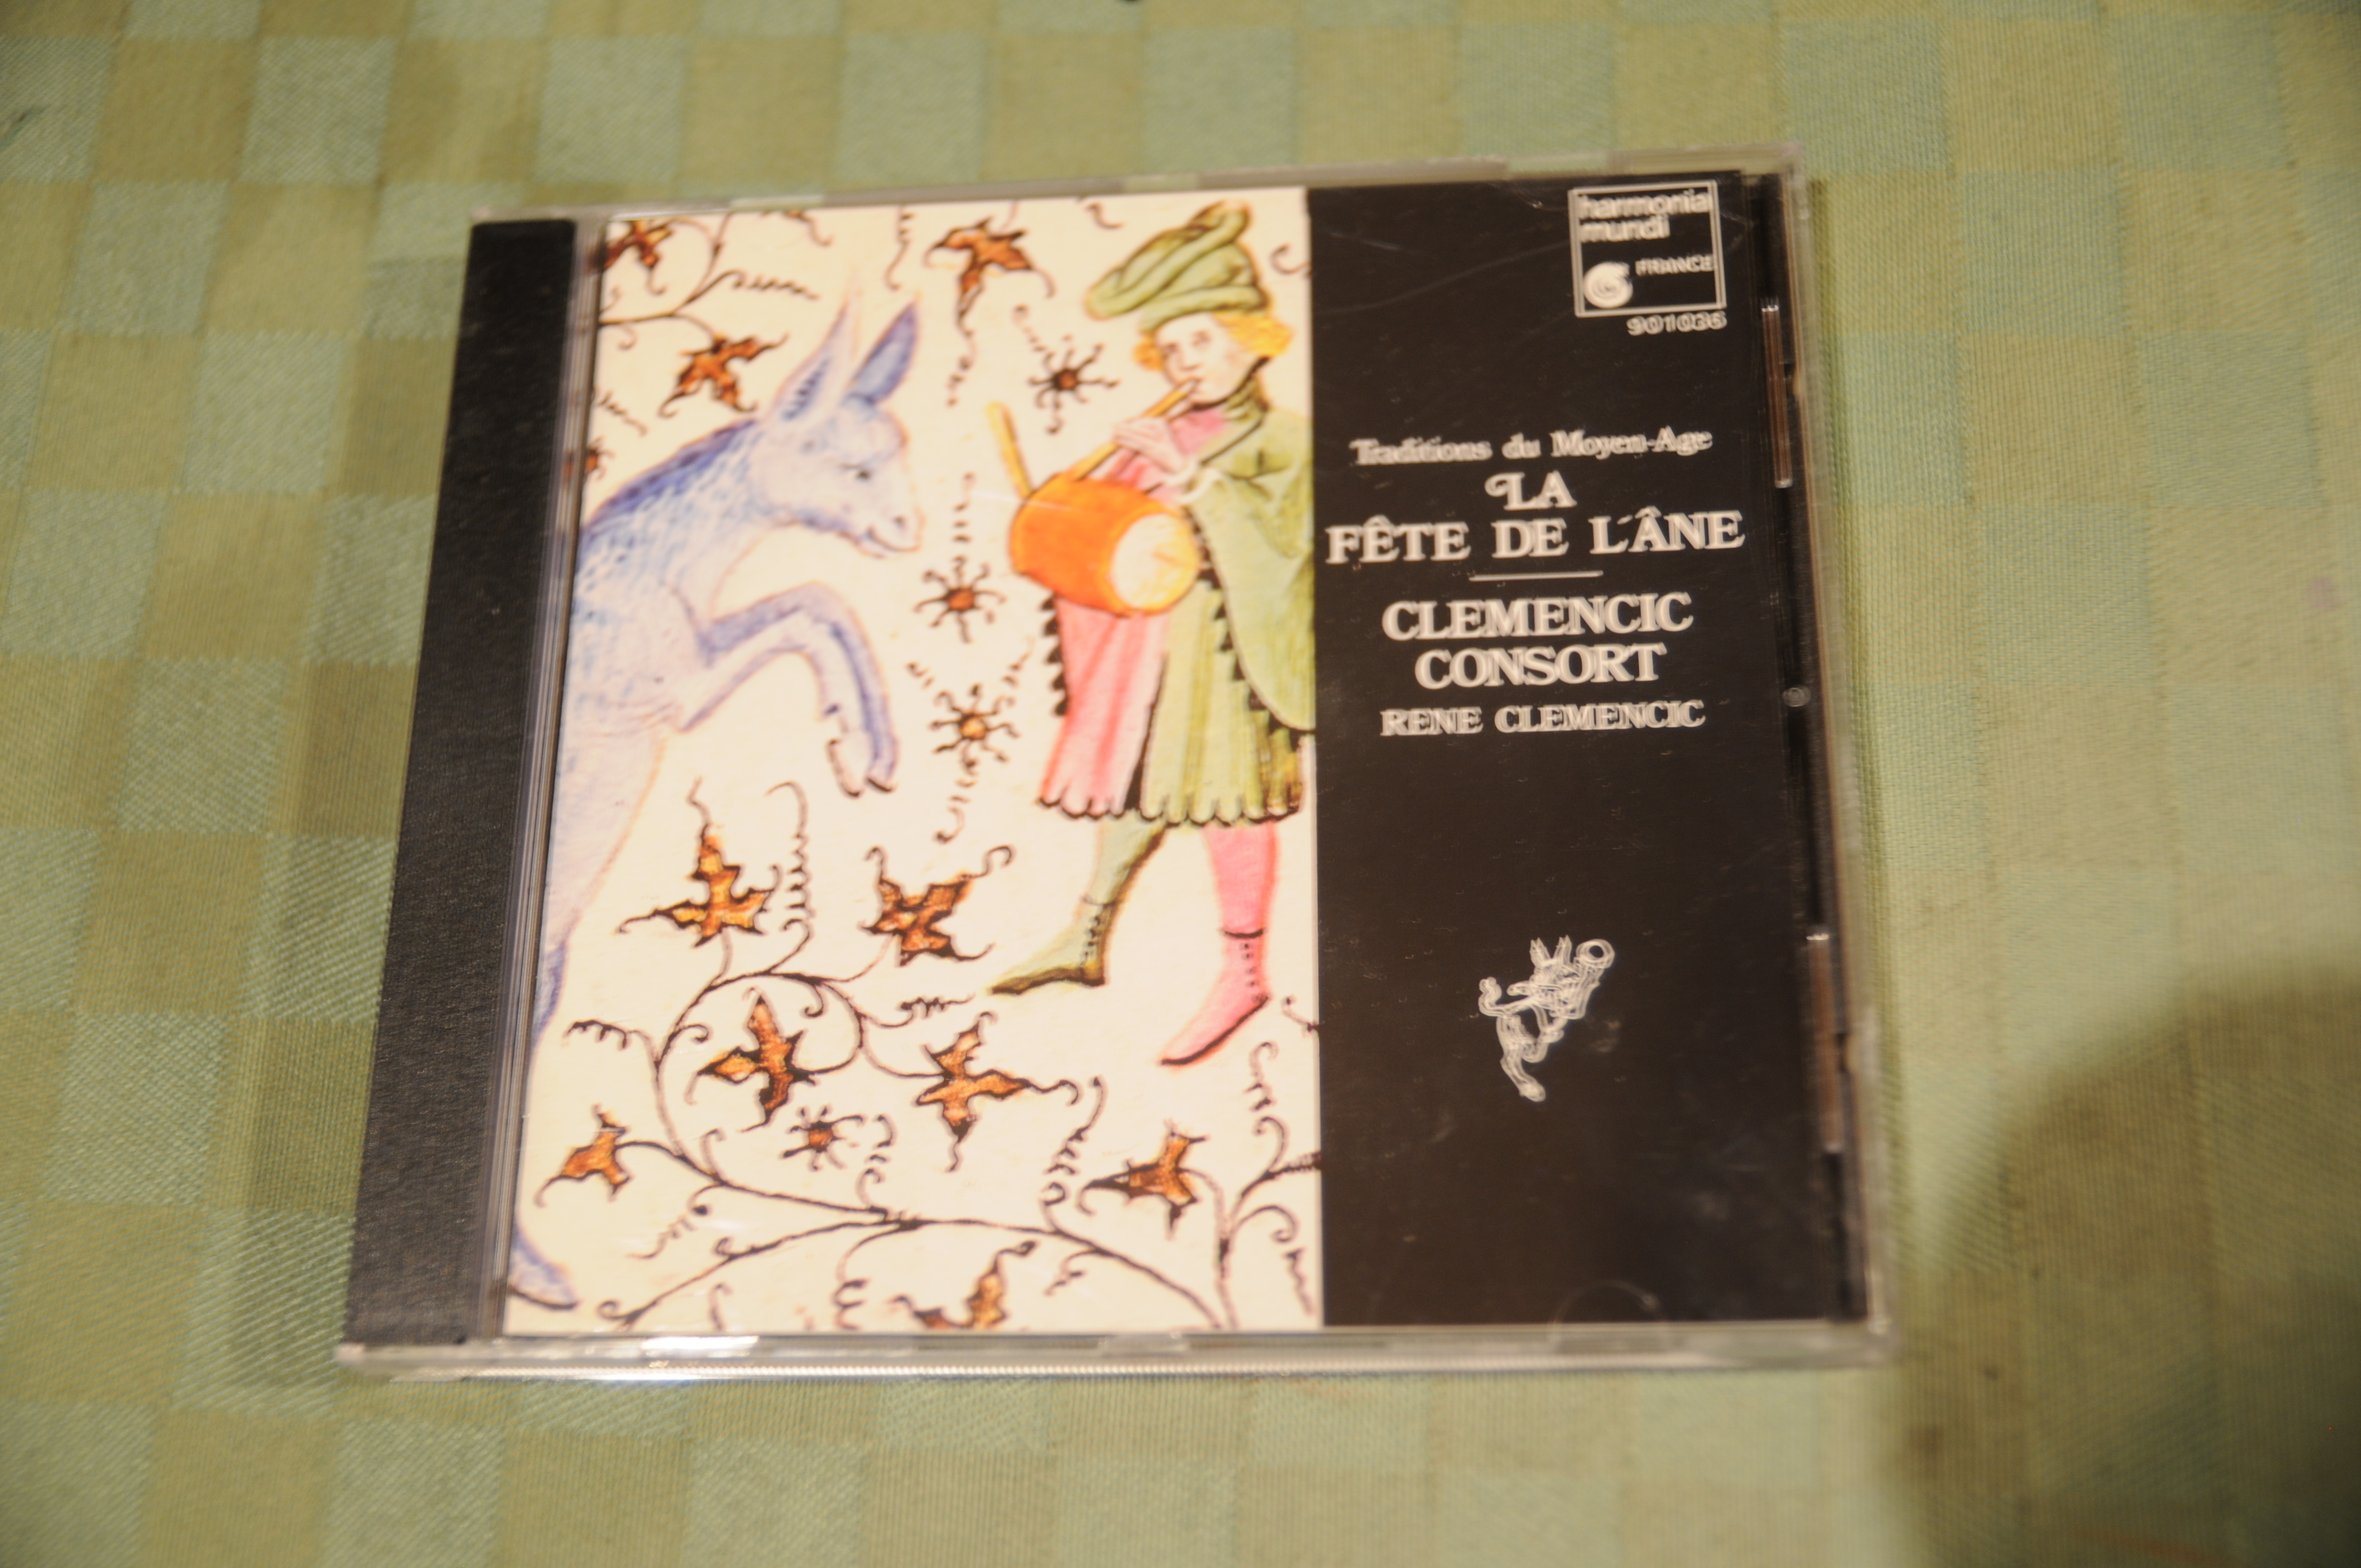 harmonia
mundi
FRANCE
901036
Traditions du Moyen-Age
LA
FÊTE DE L'ÂNE
CLEMENCIC
CONSORT
RENE CLEMENCIC